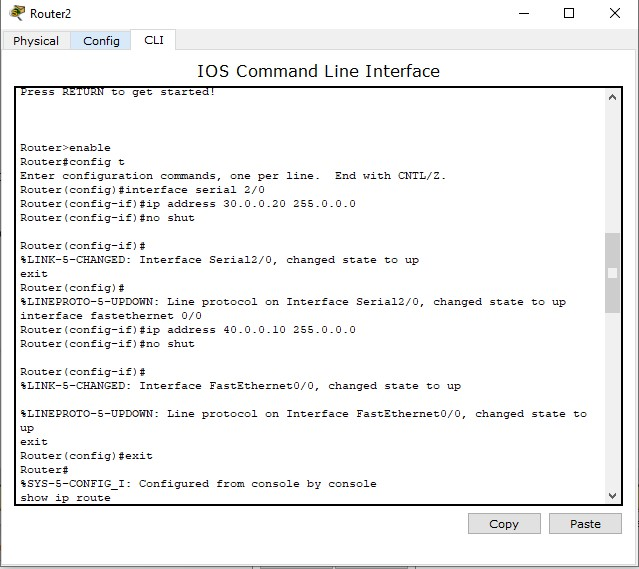 Router2
Physical Config CLI
IOS Command Line Interface
Press RETURN to get started!
Router>enable
Router#config t
Enter configuration commands, one per line.  End with CNTL/Z.
Router(config)#interface serial 2/0
Router(config-if)#ip address 30.0.0.20 255.0.0.0
Router(config-if)#no shut
Router(config-if)#
%LINK-5-CHANGED: Interface Serial2/0, changed state to up
exit
Router(config)#
%LINEPROTO-5-UPDOWN: Line protocol on Interface Serial2/0, changed state to up
interface fastethernet 0/0
Router(config-if)#ip address 40.0.0.10 255.0.0.0
Router(config-if)#no shut
Router(config-if)#
%LINK-5-CHANGED: Interface FastEthernet0/0, changed state to up
%LINEPROTO-5-UPDOWN: Line protocol on Interface FastEthernet0/0, changed state to
up
exit
Router(config)#exit
Router#
%SYS-5-CONFIG_I: Configured from console by console
show ip route
Copy Paste